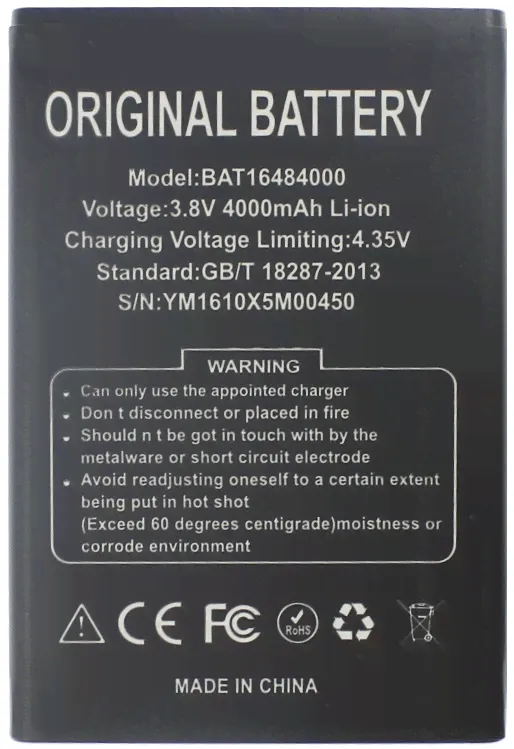 ORIGINAL BATTERY
Model:BAT16484000
Voltage:3.8V 4000mAh Li-ion
Charging Voltage Limiting:4.35V
Standard:GB/T 18287-2013
S/N:YM1610X5M00450
WARNING
Can only use the appointed charger
Don t disconnect or placed in fire
Should n t be got in touch with by the
metalware or short circuit electrode
Avoid readjusting oneself to a certain extent
being put in hot shot
(Exceed 60 degrees centigrade)moistness or
corrode environment
CE FC RoHS
MADE IN CHINA